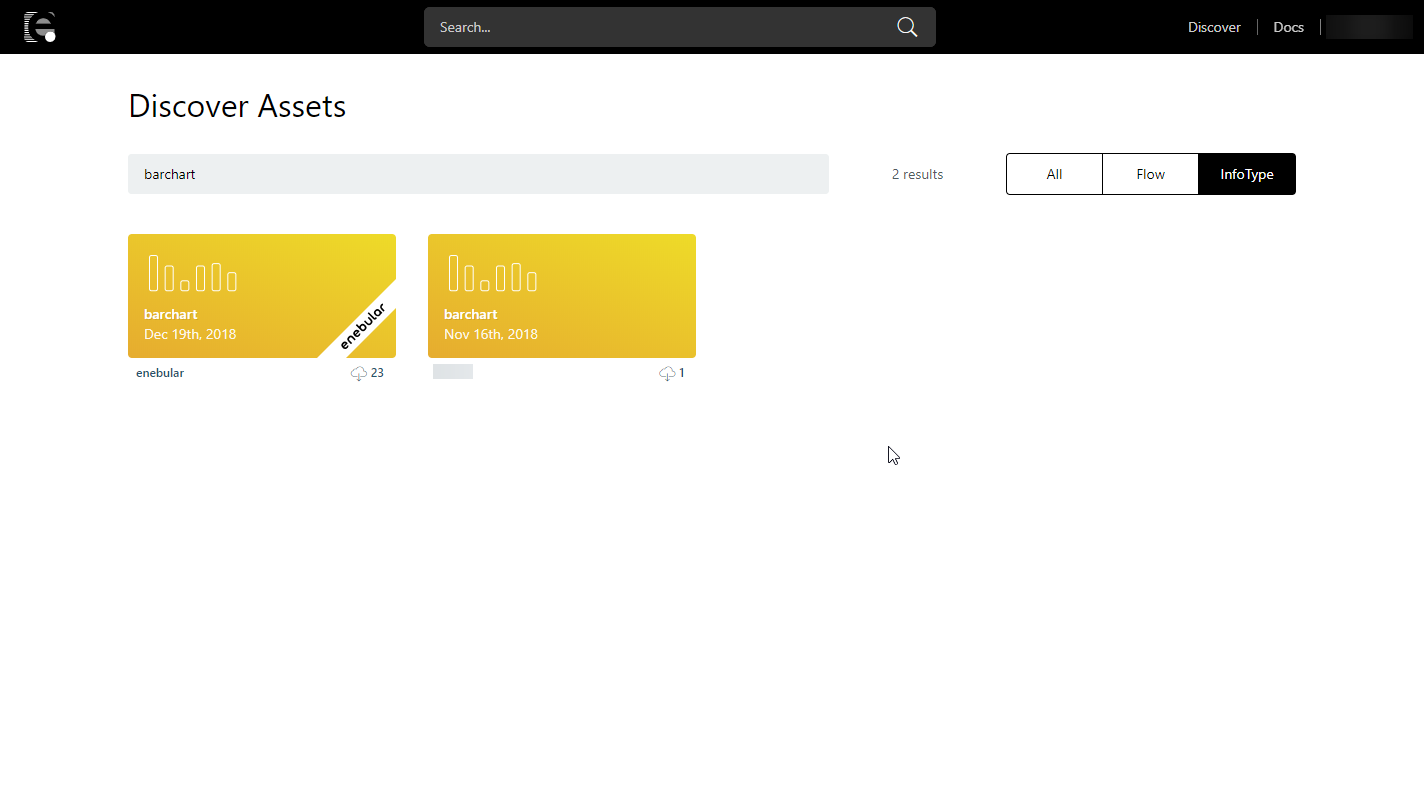 Search...
Discover
Docs
Discover Assets
barchart
2 results
All
Flow
InfoType
barchart
Dec 19th, 2018
enebular
enebular
23
barchart
Nov 16th, 2018
1